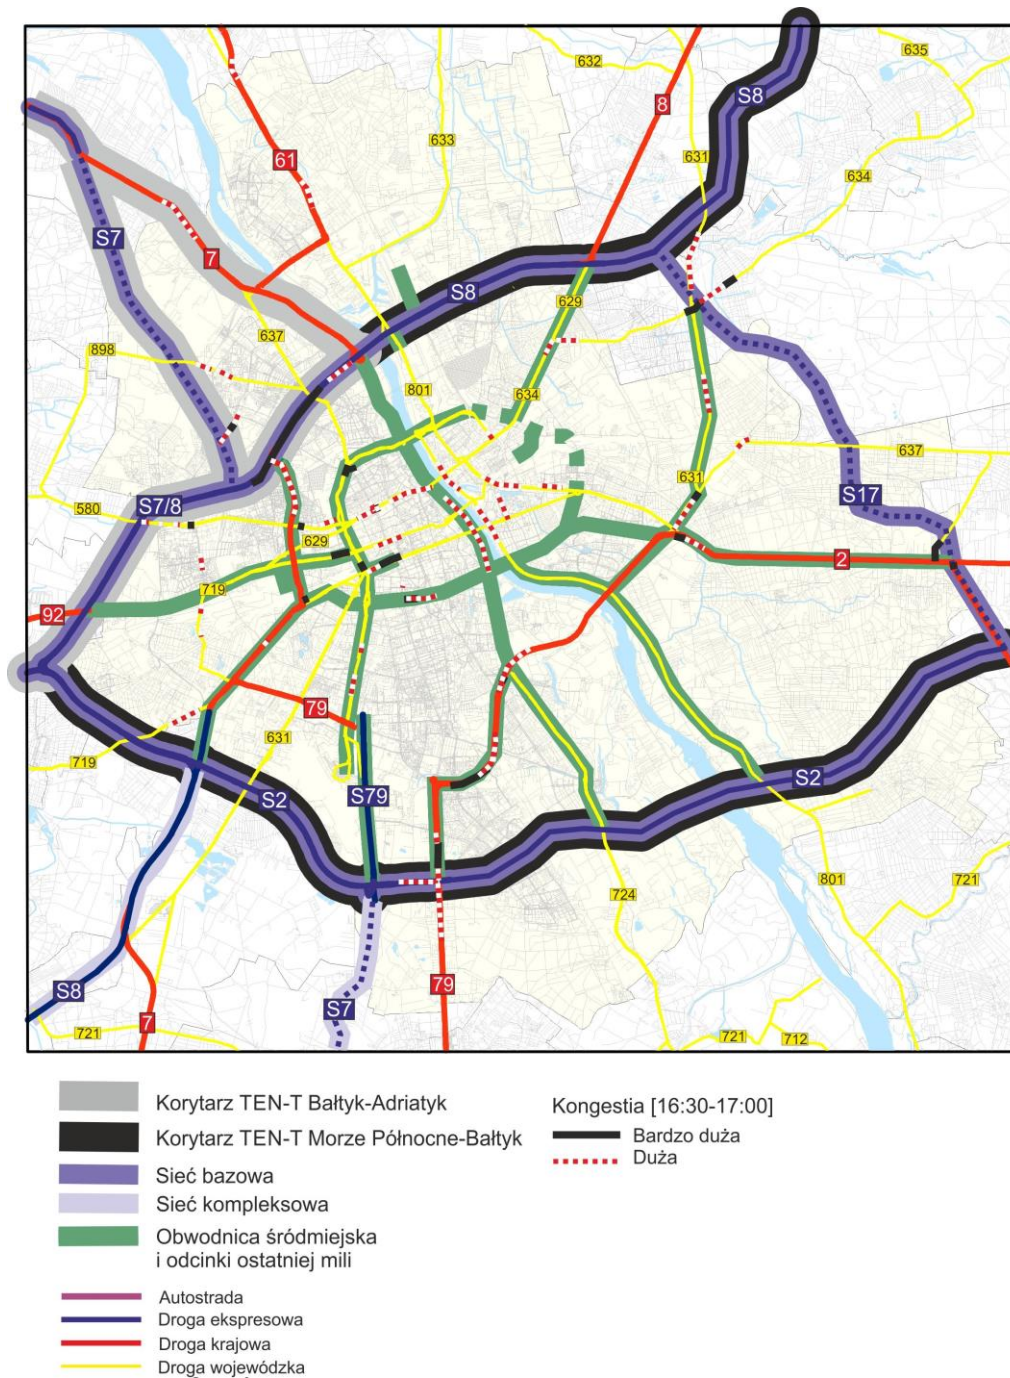 635
632
S8
8
633
631
61
634
S7
7
S8
629
637
898
801
634
637
631
S7/8
S17
580
629
2
719
92
79
631
719
S2
S79
S2
801
721
724
S8
79
S7
7
721
721
712
Korytarz TEN-T Bałtyk-Adriatyk
Korytarz TEN-T Morze Północne-Bałtyk
Sieć bazowa
Sieć kompleksowa
Obwodnica śródmiejska
i odcinki ostatniej mili
Autostrada
Droga ekspresowa
Droga krajowa
Droga wojewódzka
Kongestia [16:30-17:00]
Bardzo duża
Duża